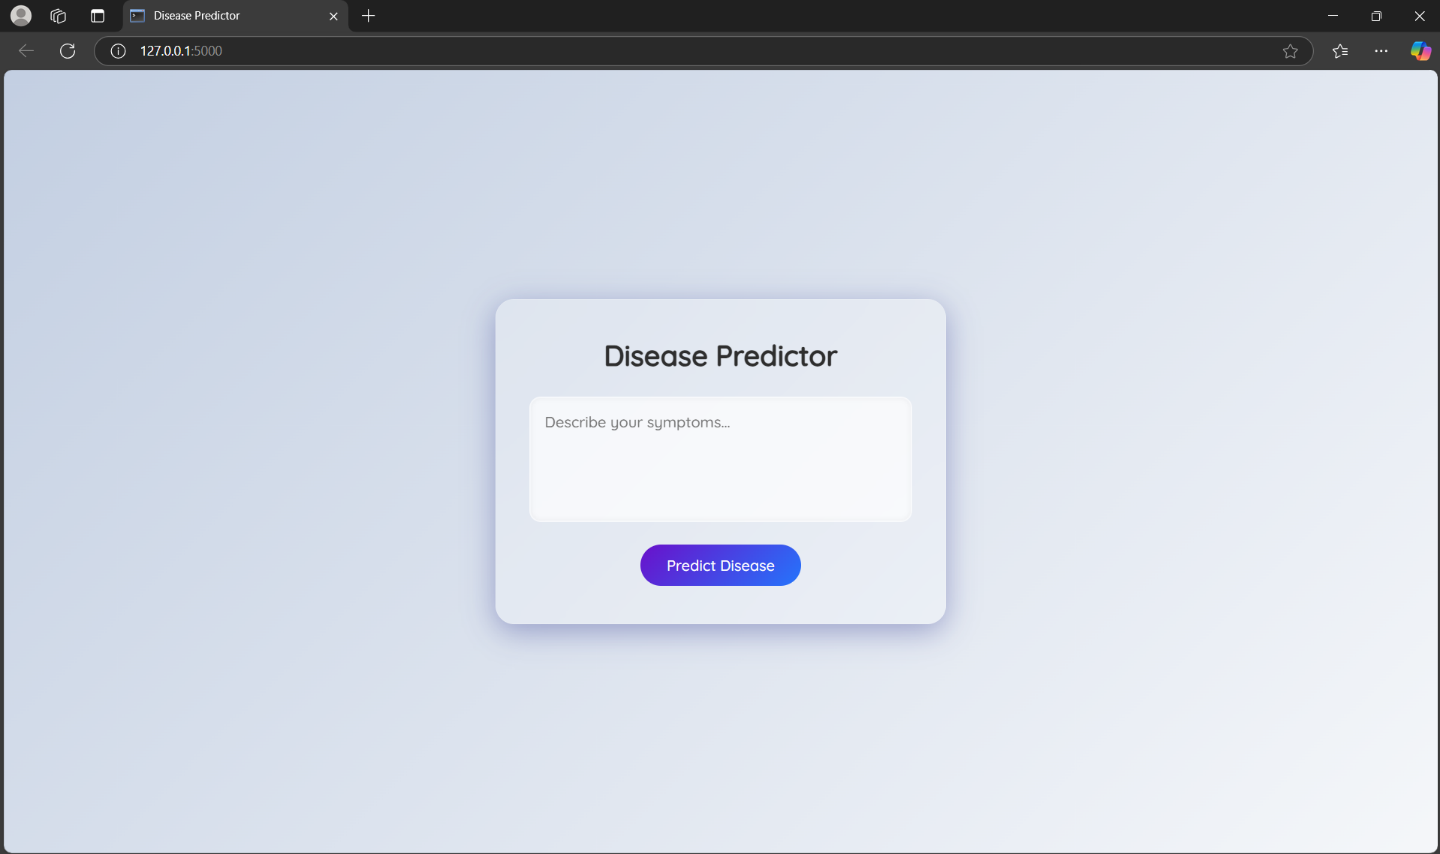 Disease Predictor
127.0.0.1:5000
Disease Predictor
Describe your symptoms...
Predict Disease